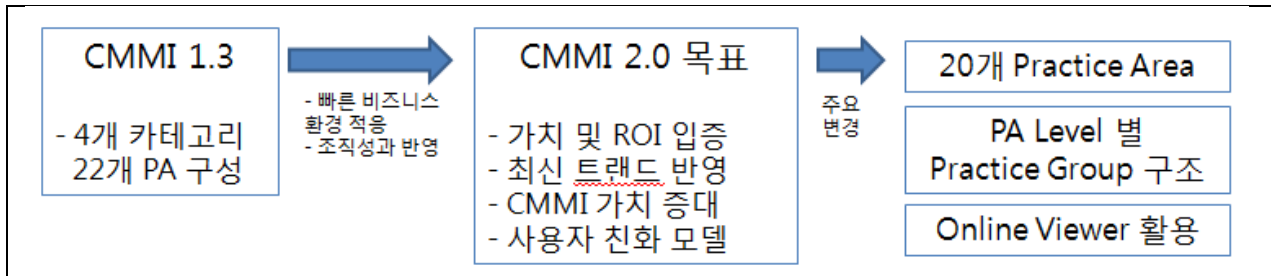 CMMI 1.3
- 4개 카테고리
22개 PA 구성
- 빠른 비즈니스
환경 적응
- 조직성과 반영
CMMI 2.0 목표
- 가치 및 ROI 입증
- 최신 트랜드 반영
- CMMI 가치 증대
- 사용자 친화 모델
주요
변경
20개 Practice Area
PA Level 별
Practice Group 구조
Online Viewer 활용